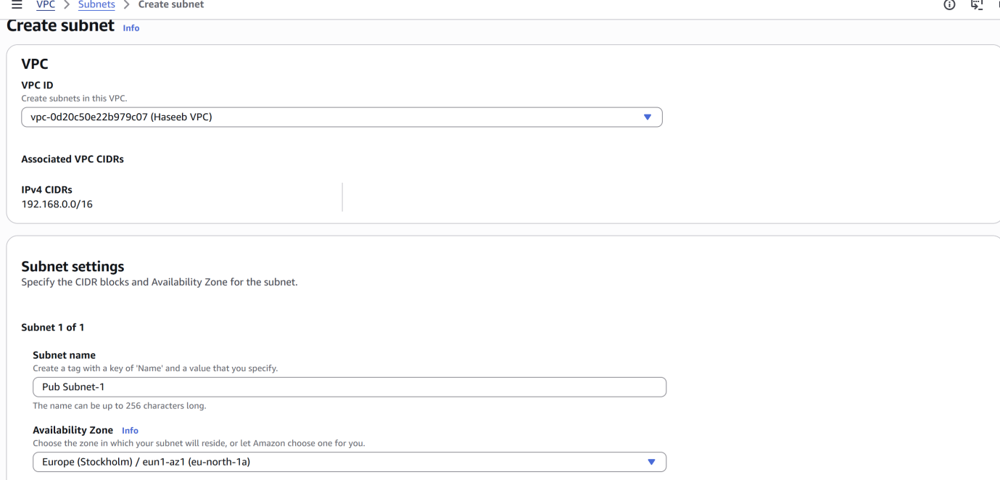 VPC > Subnets > Create subnet
Create subnet Info
VPC
VPC ID
Create subnets in this VPC.
vpc-0d20c50e22b979c07 (Haseeb VPC)
Associated VPC CIDRs
IPv4 CIDRs
192.168.0.0/16
Subnet settings
Specify the CIDR blocks and Availability Zone for the subnet.
Subnet 1 of 1
Subnet name
Create a tag with a key of 'Name' and a value that you specify.
Pub Subnet-1
The name can be up to 256 characters long.
Availability Zone Info
Choose the zone in which your subnet will reside, or let Amazon choose one for you.
Europe (Stockholm) / eun1-az1 (eu-north-1a)